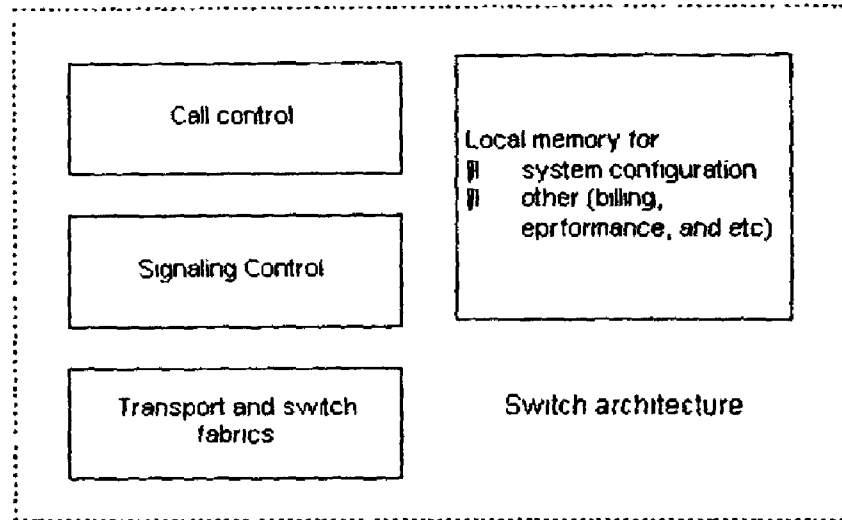 Call control
Signaling Control
Transport and switch
fabrics
Local memory for
system configuration
other (billing,
eprformance, and etc)
Switch architecture